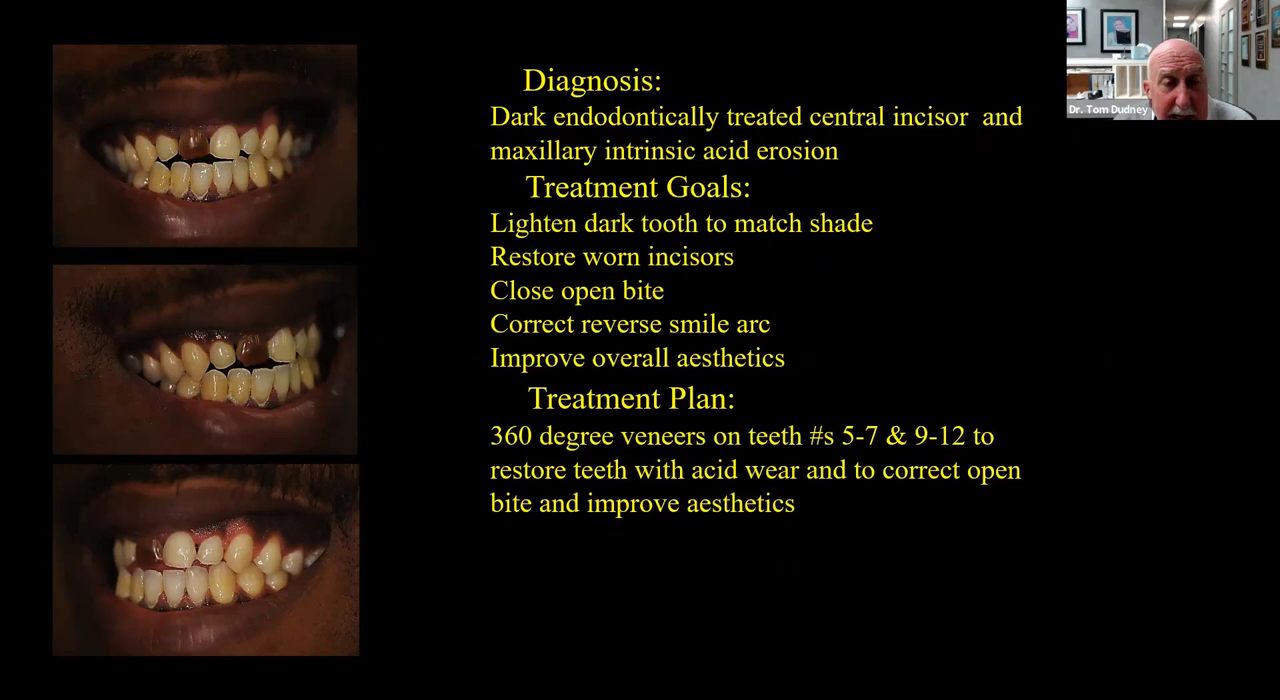 Diagnosis:
Dark endodontically treated central incisor and
maxillary intrinsic acid erosion
Treatment Goals:
Lighten dark tooth to match shade
Restore worn incisors
Close open bite
Correct reverse smile arc
Improve overall aesthetics
Treatment Plan:
360 degree veneers on teeth #s 5-7 & 9-12 to
restore teeth with acid wear and to correct open
bite and improve aesthetics
Dr. Tom Dudney